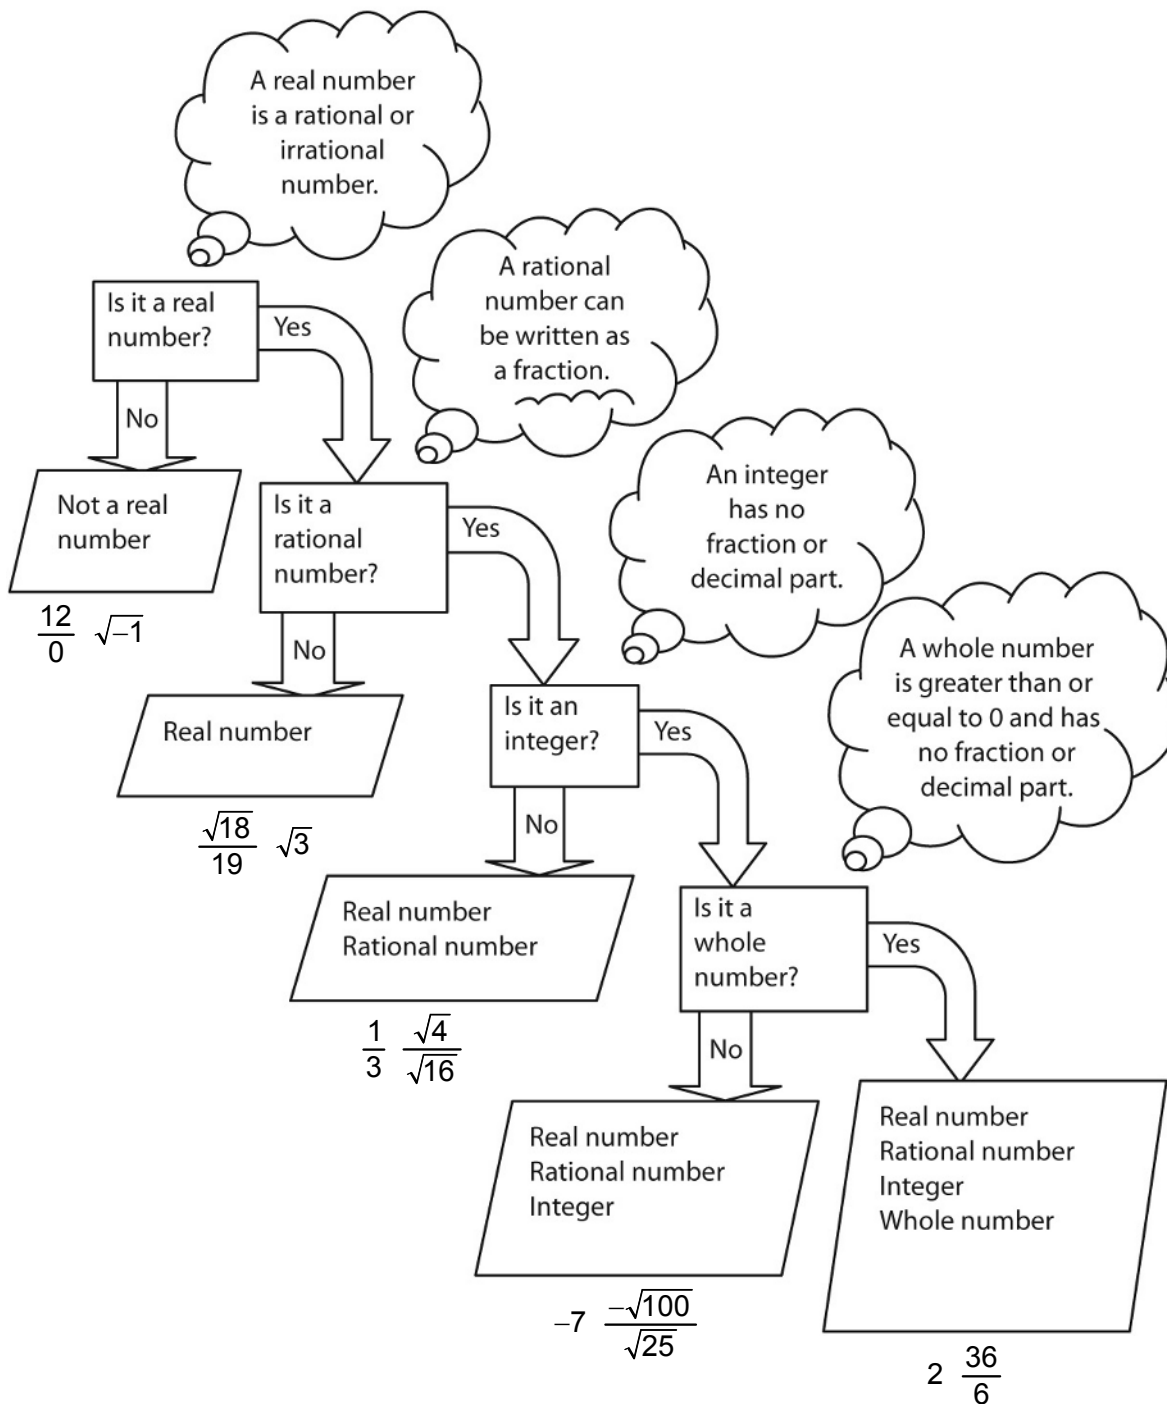 A real number
is a rational or
irrational
number.
A rational
number can
be written as
a fraction.
Is it a real
number?
Yes
No
An integer
has no
fraction or
decimal part.
Not a real
number
Is it a
rational
number?
Yes
12/0 √−1
No
A whole number
is greater than or
equal to 0 and has
no fraction or
decimal part.
Real number
Is it an
integer?
Yes
√18/19 √3
No
Real number
Rational number
Is it a
whole
number?
Yes
1/3 √4/√16
No
Real number
Rational number
Integer
Real number
Rational number
Integer
Whole number
−7 −√100/√25
2 36/6